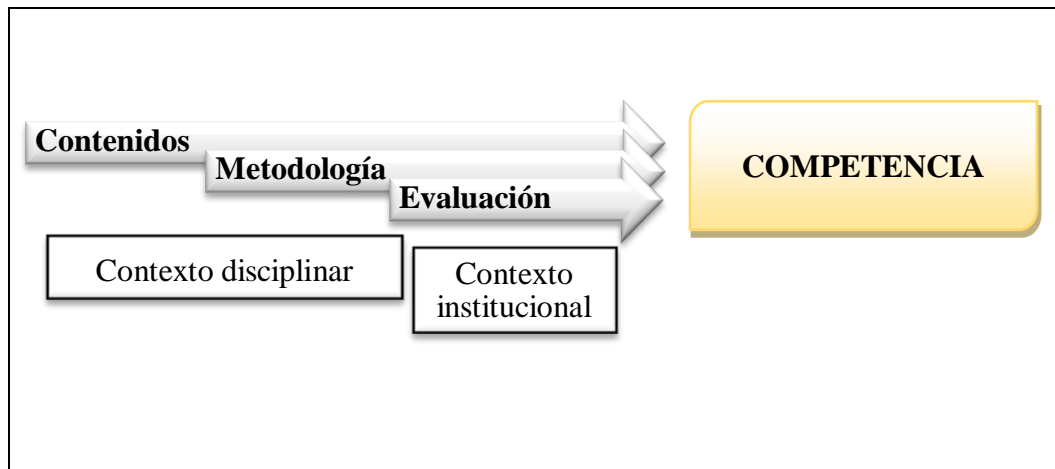 Contenidos
Metodología
Evaluación
COMPETENCIA
Contexto disciplinar
Contexto
institucional